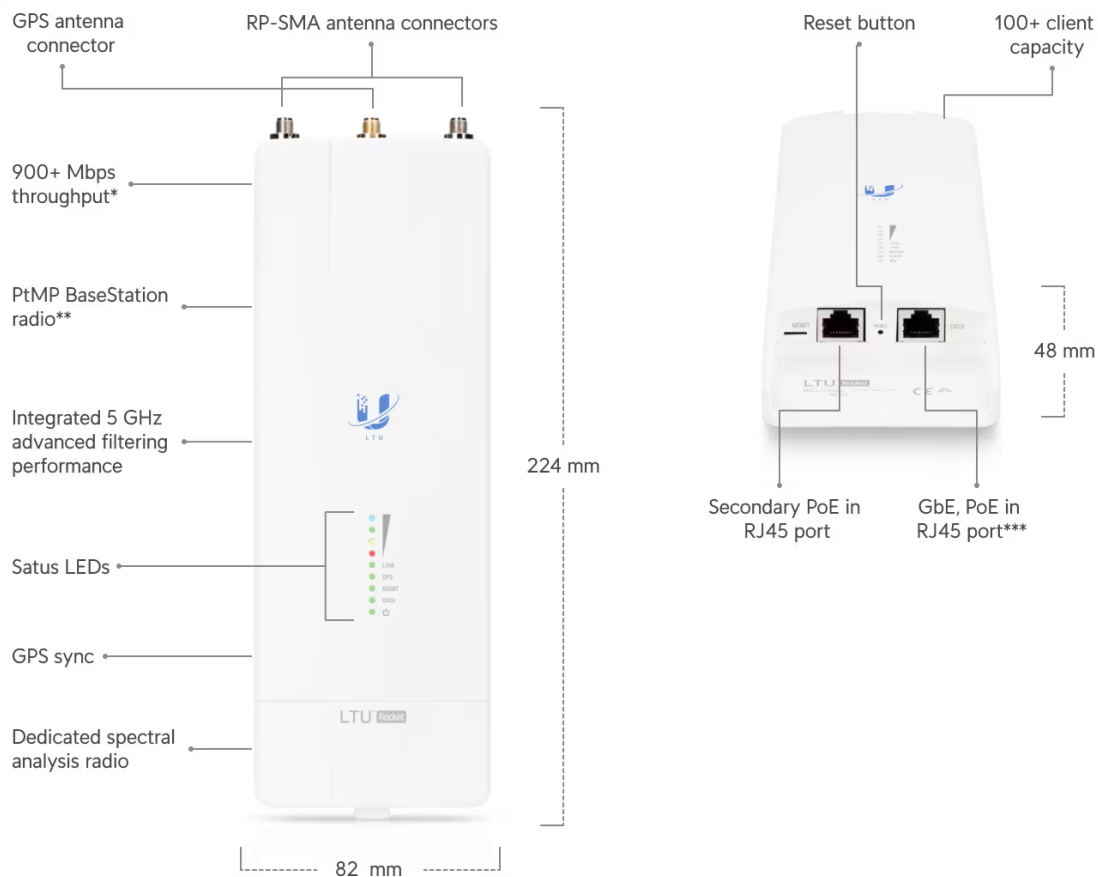 GPS antenna
connector
RP-SMA antenna connectors
Reset button
100+ client
capacity
900+ Mbps
throughput*
PtMP BaseStation
radio**
Integrated 5 GHz
advanced filtering
performance
Satus LEDs
GPS sync
Dedicated spectral
analysis radio
LTU
LINK
GPS
MGMT
DATA
LTU Rocket
224 mm
82 mm
LTU
MGMT
RESET
DATA
LTU Rocket
CE
48 mm
Secondary PoE in
RJ45 port
GbE, PoE in
RJ45 port***